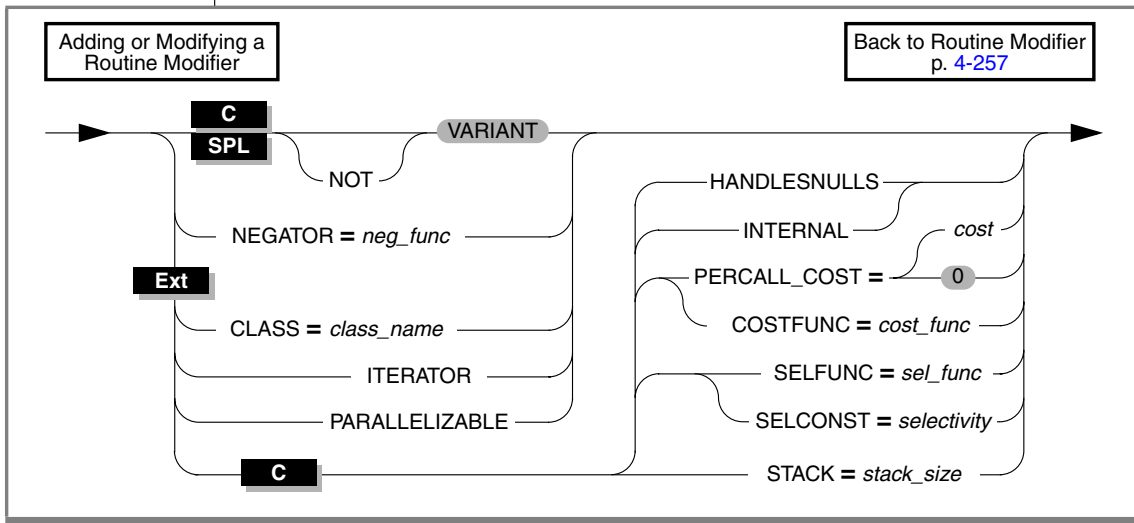 Adding or Modifying a
Routine Modifier
Back to Routine Modifier
p. 4-257
C
SPL
NOT
VARIANT
NEGATOR = neg_func
Ext
CLASS = class_name
ITERATOR
PARALLELIZABLE
C
HANDLESNULLS
INTERNAL
PERCALL_COST =
cost
0
COSTFUNC = cost_func
SELFUNC = sel_func
SELCONST = selectivity
STACK = stack_size